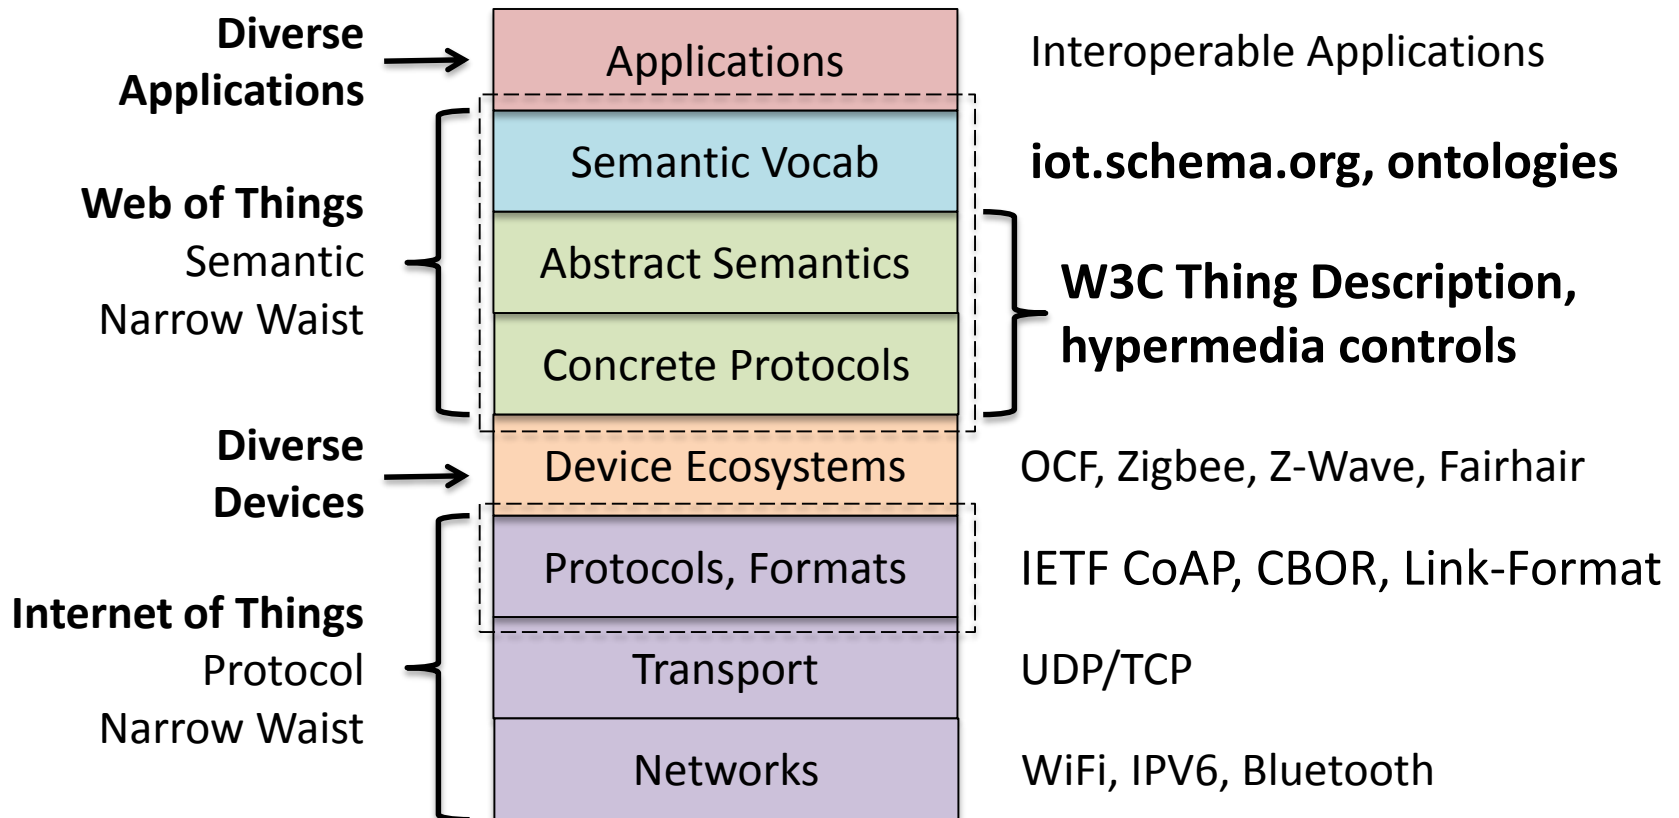 Diverse
Applications
Applications
Interoperable Applications
Semantic Vocab
iot.schema.org, ontologies
Web of Things
Semantic
Narrow Waist
Abstract Semantics
Concrete Protocols
W3C Thing Description,
hypermedia controls
Diverse
Devices
Device Ecosystems
OCF, Zigbee, Z-Wave, Fairhair
Protocols, Formats
IETF CoAP, CBOR, Link-Format
Internet of Things
Protocol
Narrow Waist
Transport
UDP/TCP
Networks
WiFi, IPV6, Bluetooth